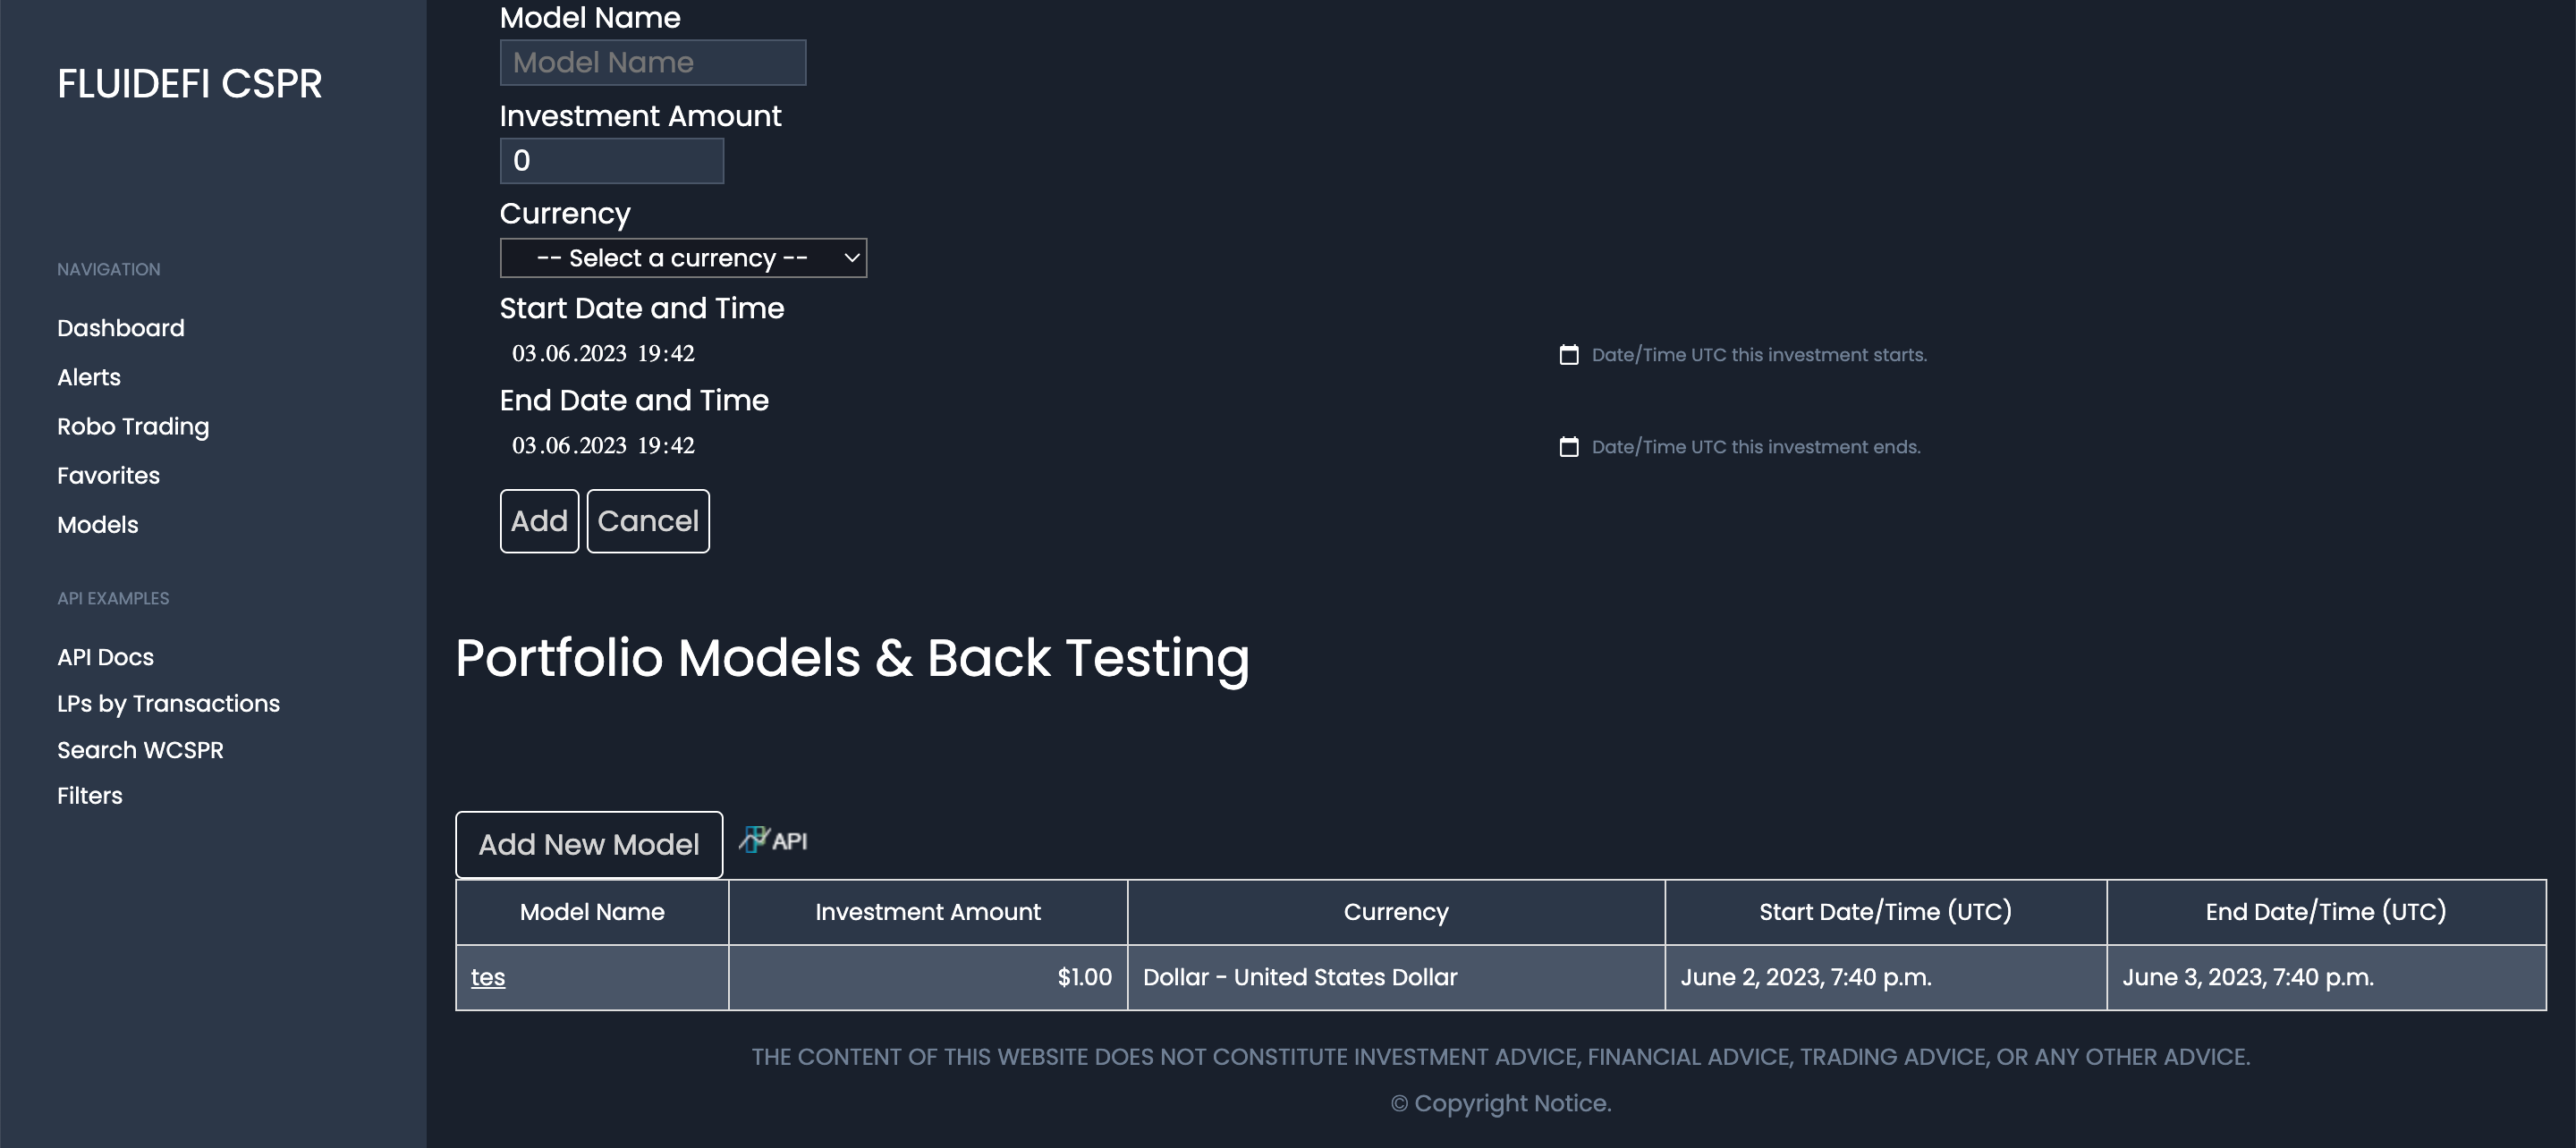 FLUIDEFI CSPR
NAVIGATION
Dashboard
Alerts
Robo Trading
Favorites
Models
API EXAMPLES
API Docs
LPs by Transactions
Search WCSPR
Filters
Model Name
Model Name
Investment Amount
0
Currency
-- Select a currency --
Start Date and Time
03.06.2023 19:42 Date/Time UTC this investment starts.
End Date and Time
03.06.2023 19:42 Date/Time UTC this investment ends.
Add Cancel
Portfolio Models & Back Testing
Add New Model API
Model Name Investment Amount Currency Start Date/Time (UTC) End Date/Time (UTC)
tes $1.00 Dollar - United States Dollar June 2, 2023, 7:40 p.m. June 3, 2023, 7:40 p.m.
THE CONTENT OF THIS WEBSITE DOES NOT CONSTITUTE INVESTMENT ADVICE, FINANCIAL ADVICE, TRADING ADVICE, OR ANY OTHER ADVICE.
© Copyright Notice.